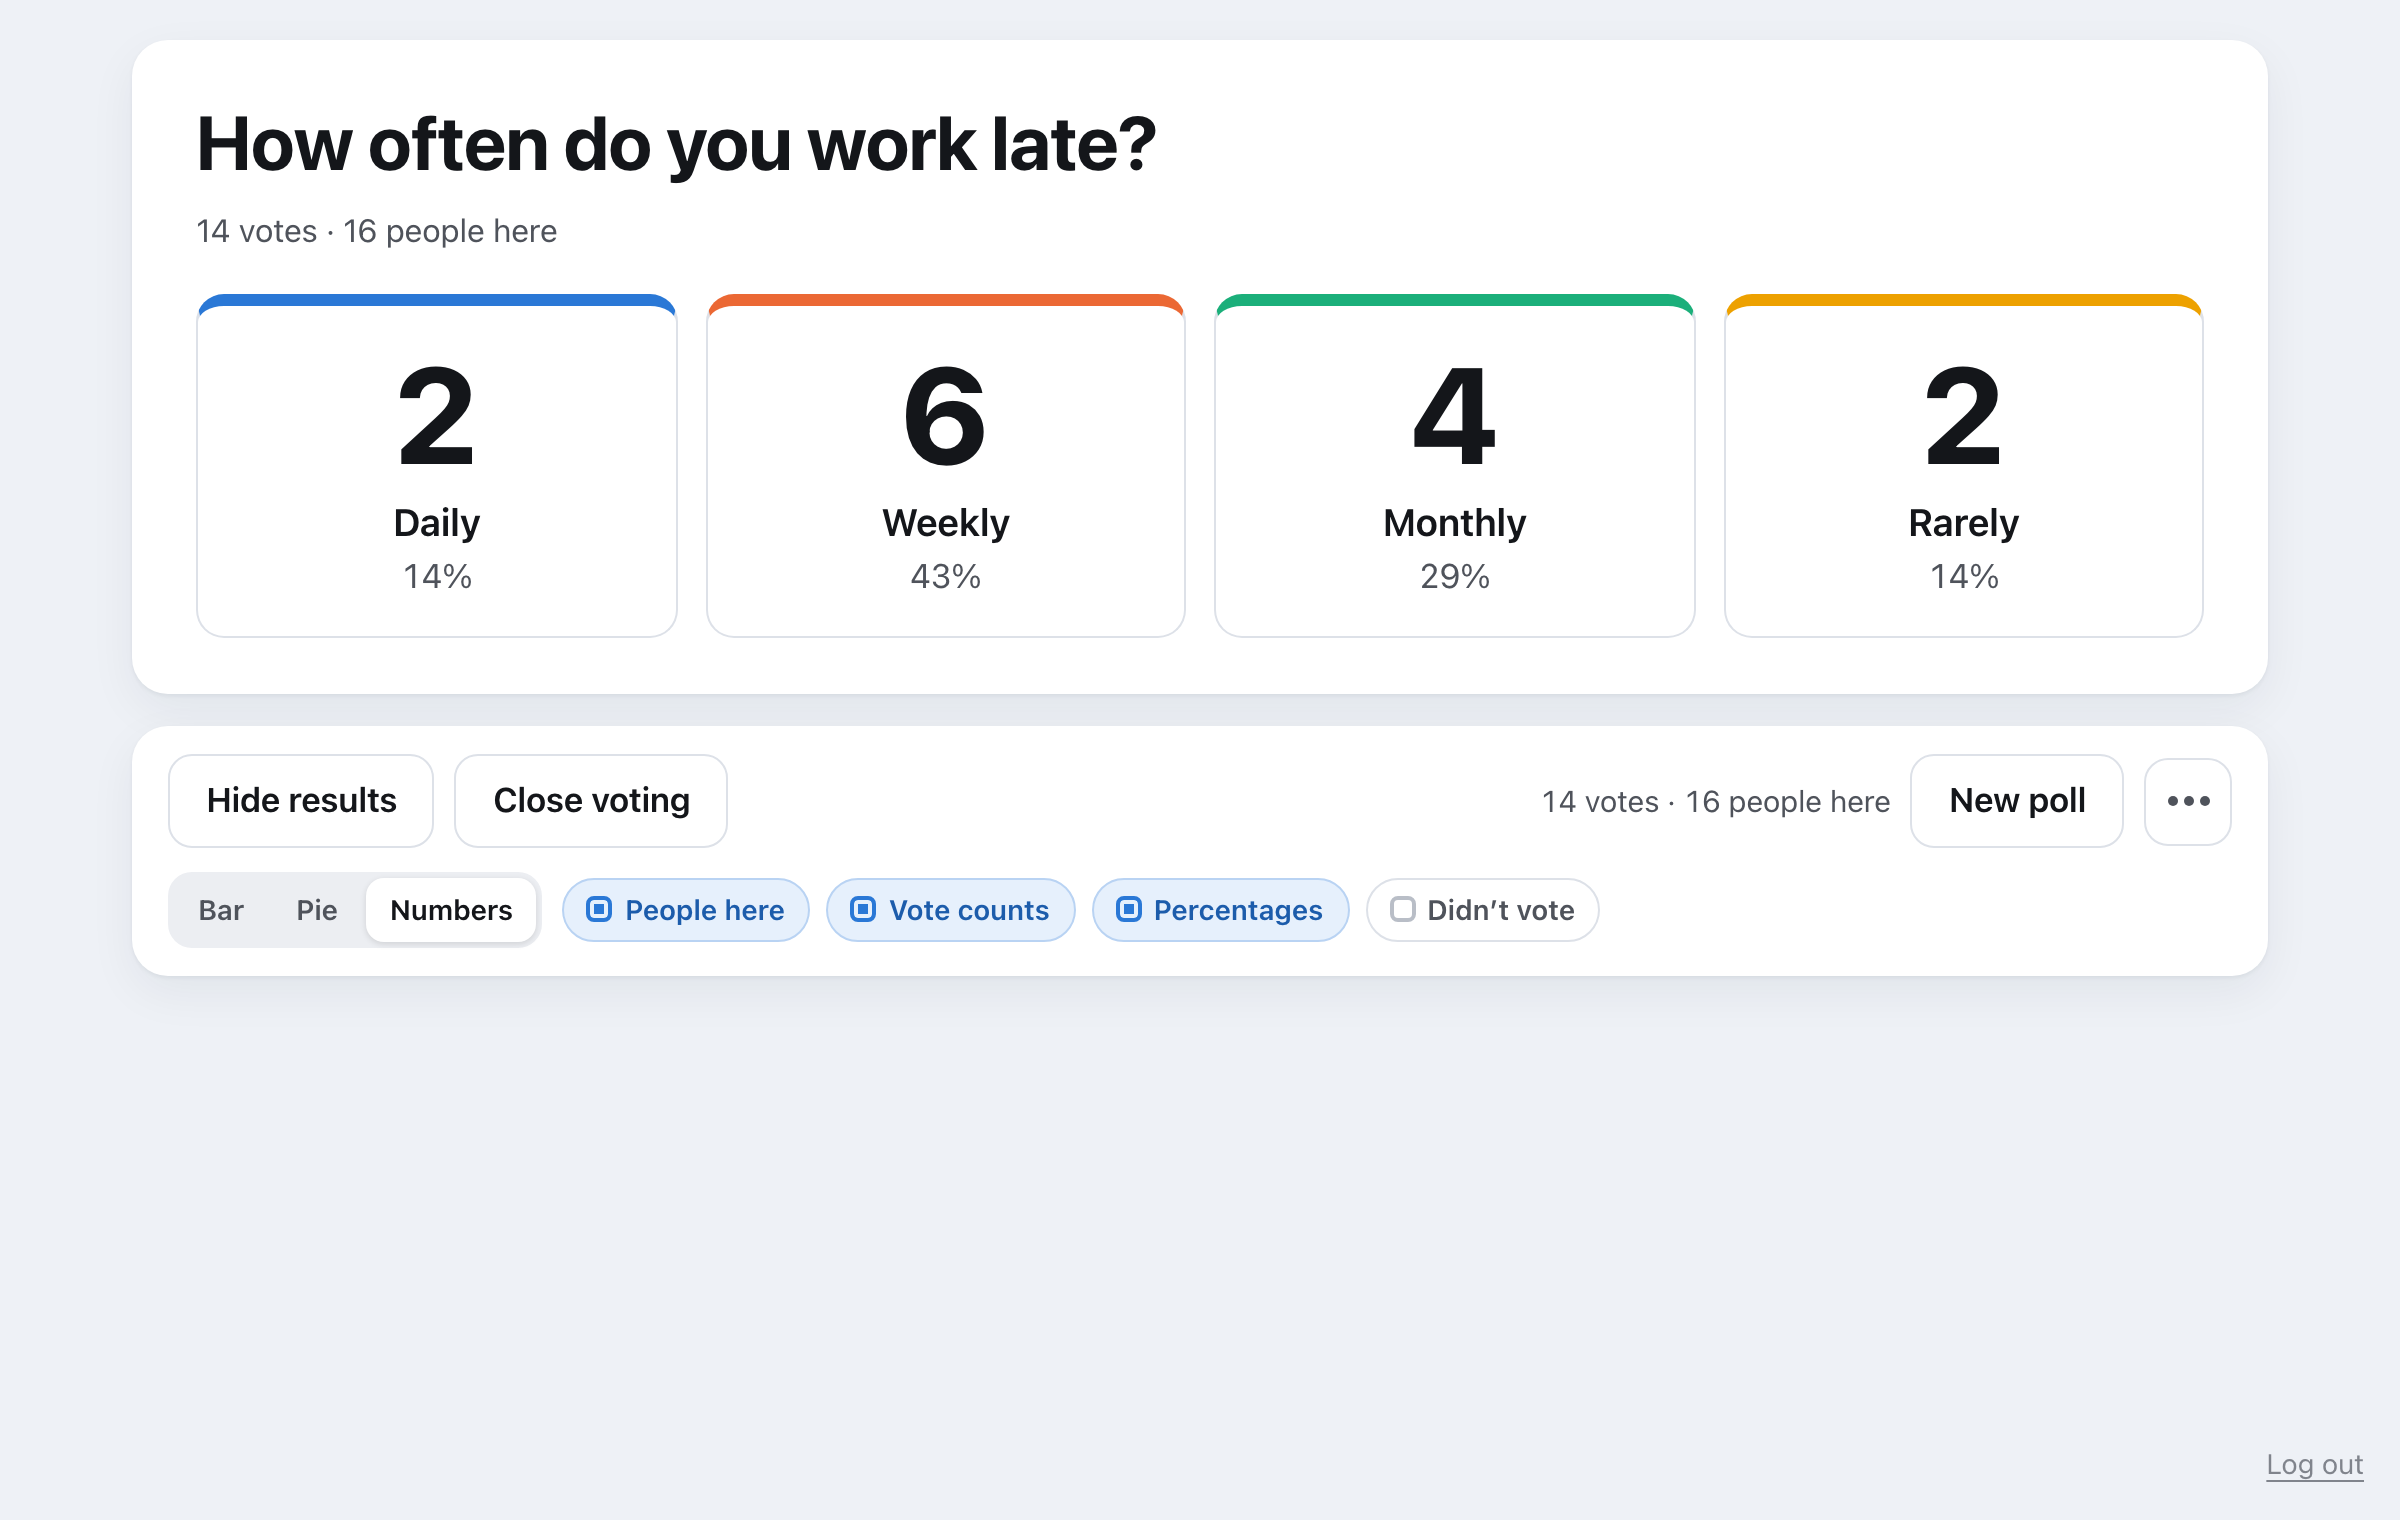 How often do you work late?
14 votes · 16 people here
2
Daily
14%
6
Weekly
43%
4
Monthly
29%
2
Rarely
14%
Hide results
Close voting
14 votes · 16 people here
New poll
Bar
Pie
Numbers
People here
Vote counts
Percentages
Didn’t vote
Log out